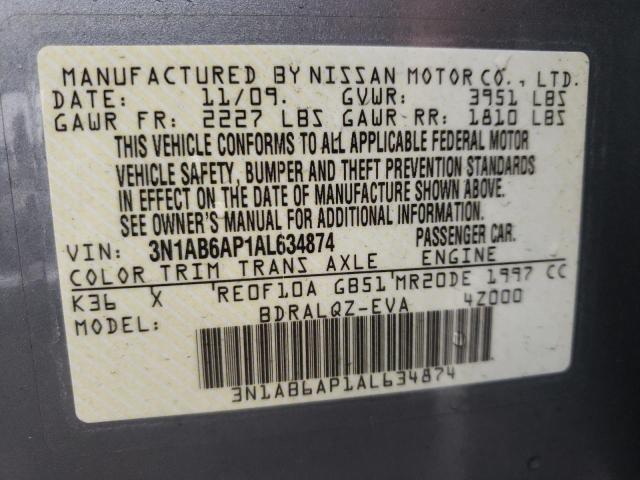 MANUFACTURED BY NISSAN MOTOR CO., LTD.
DATE: 11/09. GVWR: 3951 LBS
GAWR FR: 2227 LBS GAWR RR: 1810 LBS
THIS VEHICLE CONFORMS TO ALL APPLICABLE FEDERAL MOTOR
VEHICLE SAFETY, BUMPER AND THEFT PREVENTION STANDARDS
IN EFFECT ON THE DATE OF MANUFACTURE SHOWN ABOVE.
SEE OWNER'S MANUAL FOR ADDITIONAL INFORMATION.
VIN: 3N1AB6AP1AL634874 PASSENGER CAR.
COLOR TRIM TRANS AXLE ENGINE
K36 X 'RE0F10A GB51'MR20DE 1997 CC
MODEL: BDRALQZ-EVA 4Z000
3N1AB6AP1AL634874